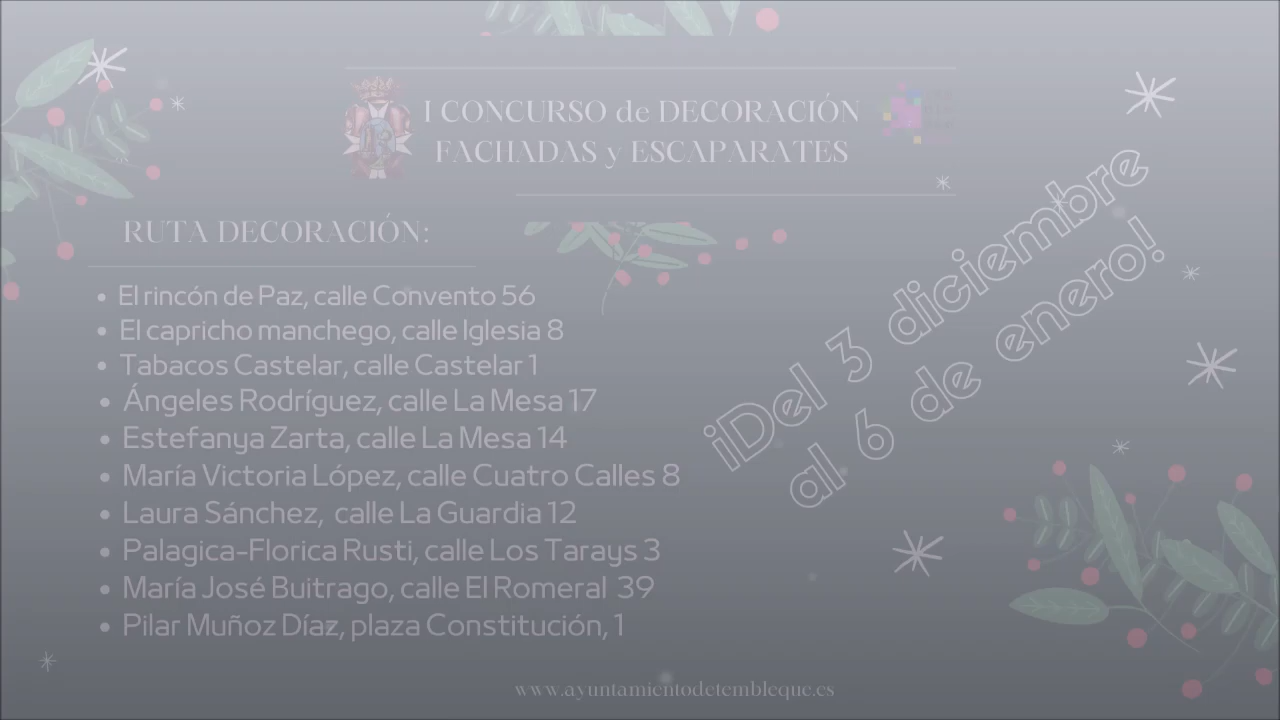 I CONCURSO de DECORACIÓN
FACHADAS y ESCAPARATES
RUTA DECORACIÓN:
• El rincón de Paz, calle Convento 56
• El capricho manchego, calle Iglesia 8
• Tabacos Castelar, calle Castelar 1
• Ángeles Rodríguez, calle La Mesa 17
• Estefanya Zarta, calle La Mesa 14
• María Victoria López, calle Cuatro Calles 8
• Laura Sánchez, calle La Guardia 12
• Palagica-Florica Rusti, calle Los Tarays 3
• María José Buitrago, calle El Romeral 39
• Pilar Muñoz Díaz, plaza Constitución, 1
¡Del 3 diciembre
al 6 de enero!
www.ayuntamientodetembleque.es